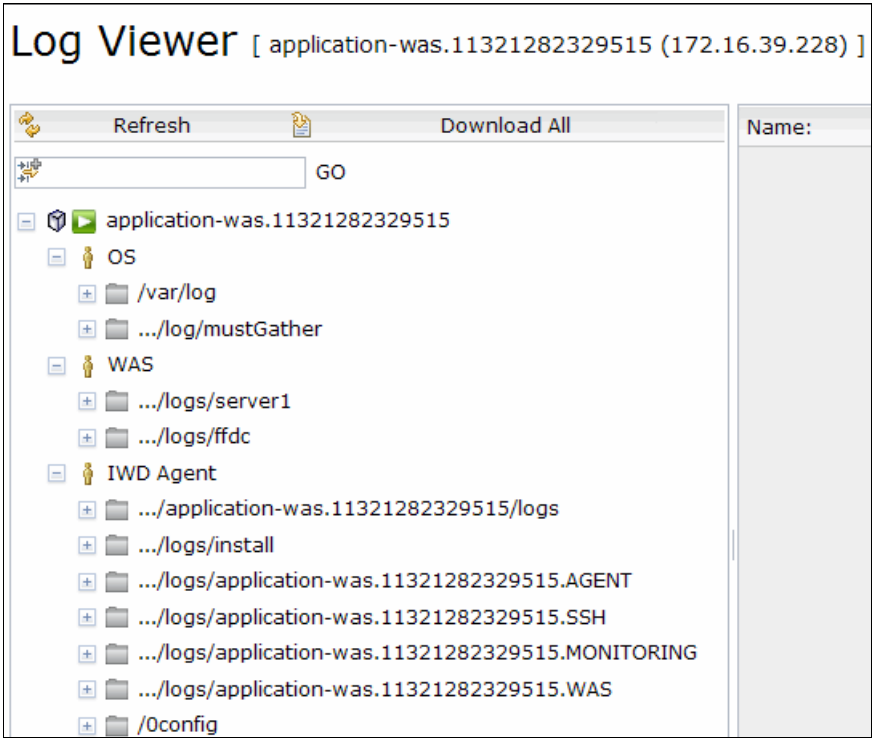 Log Viewer [ application-was.11321282329515 (172.16.39.228) ]
Refresh Download All Name:
GO
application-was.11321282329515
OS
/var/log
.../log/mustGather
WAS
.../logs/server1
.../logs/ffdc
IWD Agent
.../application-was.11321282329515/logs
.../logs/install
.../logs/application-was.11321282329515.AGENT
.../logs/application-was.11321282329515.SSH
.../logs/application-was.11321282329515.MONITORING
.../logs/application-was.11321282329515.WAS
/0config